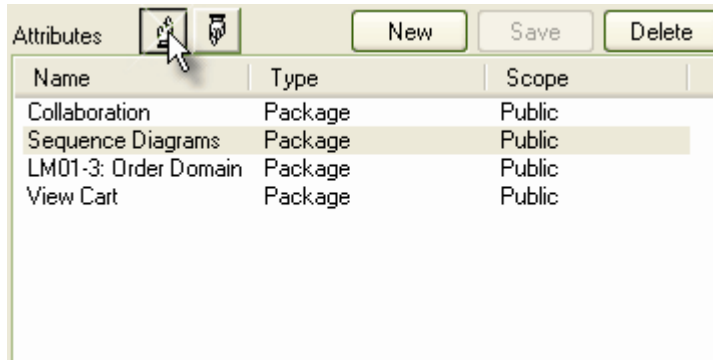 Attributes New Save Delete
Name Type Scope
Collaboration Package Public
Sequence Diagrams Package Public
LM01-3: Order Domain Package Public
View Cart Package Public